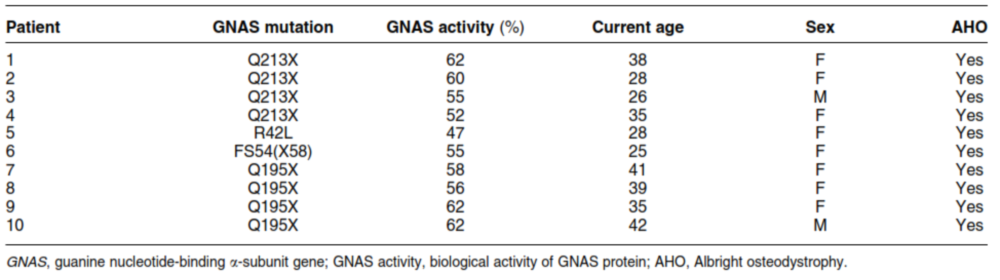 Patient GNAS mutation GNAS activity (%) Current age Sex AHO
1 Q213X 62 38 F Yes
2 Q213X 60 28 F Yes
3 Q213X 55 26 M Yes
4 Q213X 52 35 F Yes
5 R42L 47 28 F Yes
6 FS54(X58) 55 25 F Yes
7 Q195X 58 41 F Yes
8 Q195X 56 39 F Yes
9 Q195X 62 35 F Yes
10 Q195X 62 42 M Yes
GNAS, guanine nucleotide-binding α-subunit gene; GNAS activity, biological activity of GNAS protein; AHO, Albright osteodystrophy.